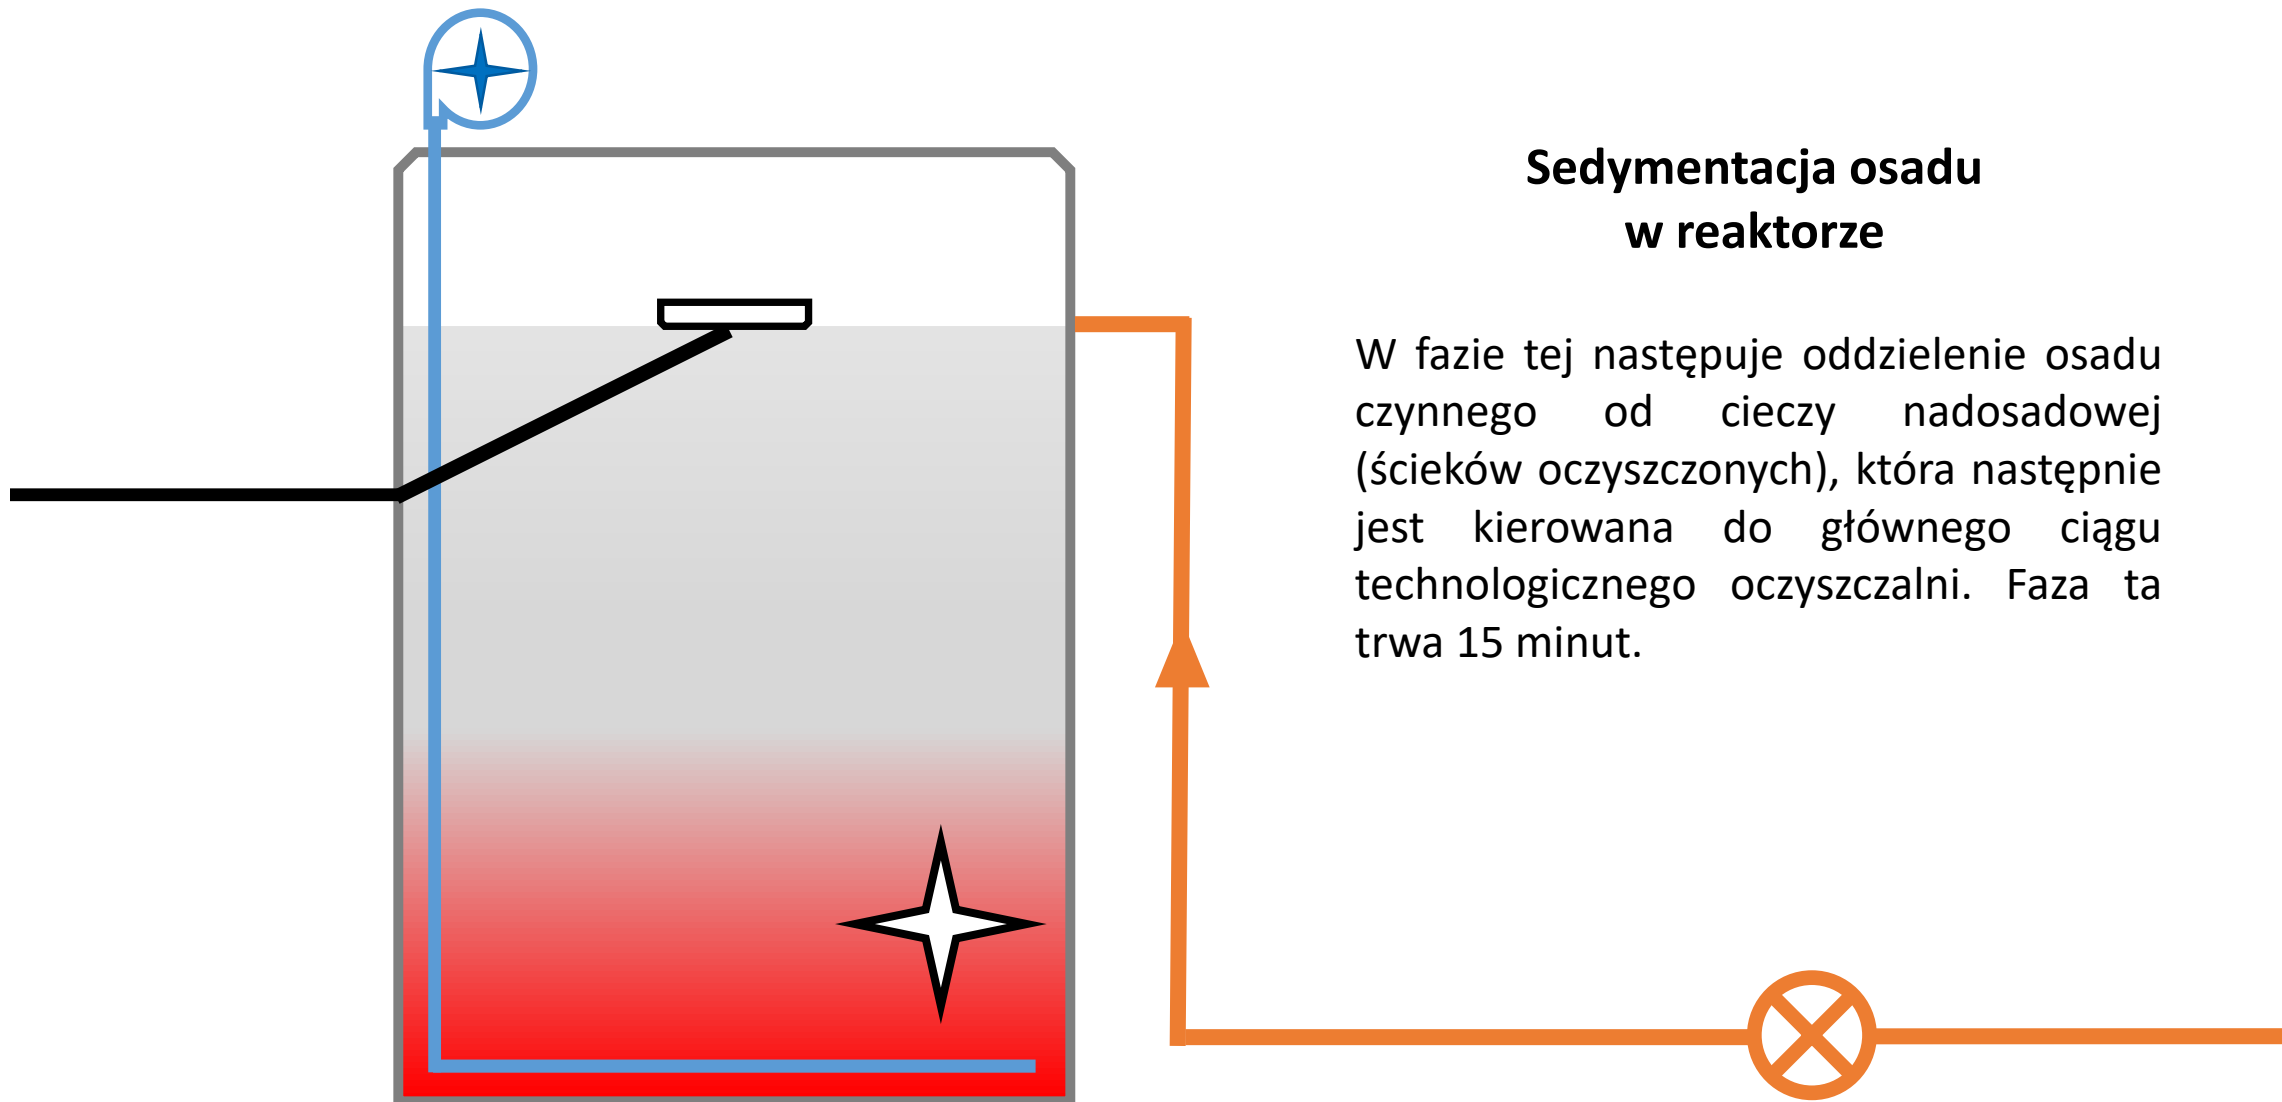 Sedymentacja osadu
w reaktorze
W fazie tej następuje oddzielenie osadu
czynnego od cieczy nadosadowej
(ścieków oczyszczonych), która następnie
jest kierowana do głównego ciągu
technologicznego oczyszczalni. Faza ta
trwa 15 minut.